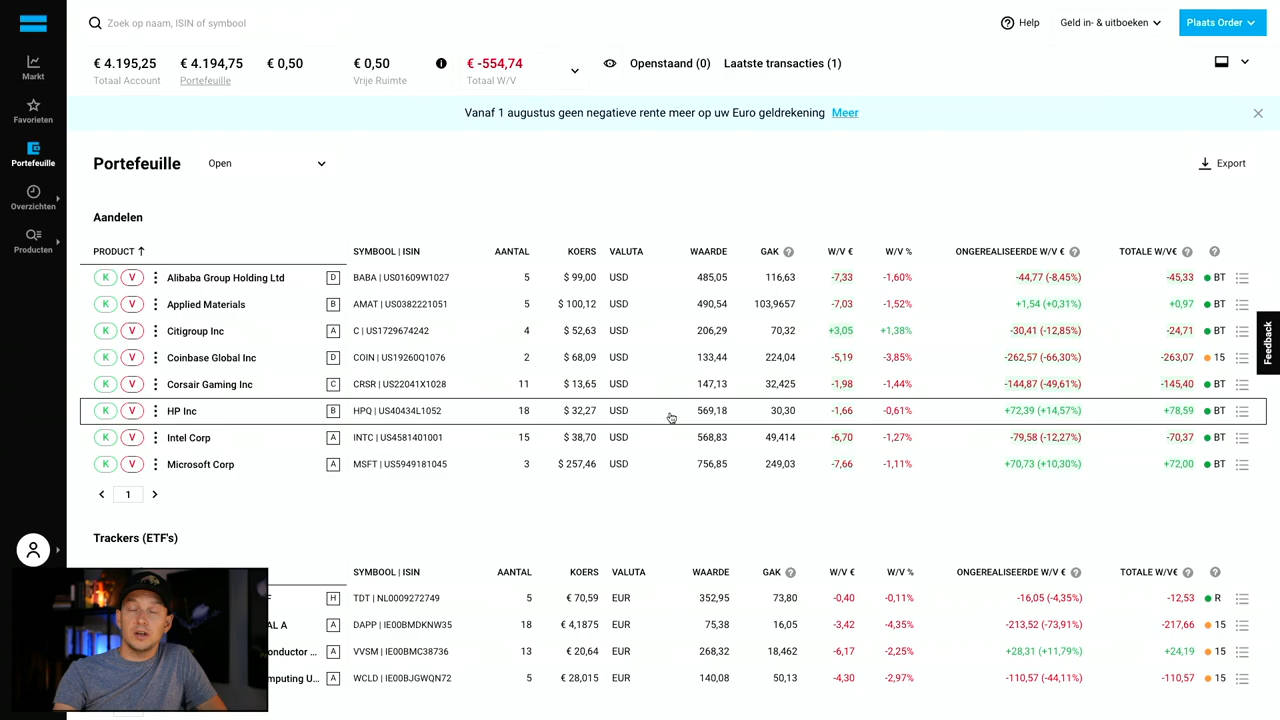 Zoek op naam, ISIN of symbool
Help
Geld in- & uitboeken
Plaats Order
Markt
Favorieten
Portefeuille
Overzichten
Producten
€ 4.195,25 € 4.194,75 € 0,50 € 0,50 € -554,74 Openstaand (0) Laatste transacties (1)
Totaal Account Portefeuille Vrije Ruimte Totaal W/V
Vanaf 1 augustus geen negatieve rente meer op uw Euro geldrekening Meer
Portefeuille Open Export
Aandelen
PRODUCT SYMBOOL | ISIN AANTAL KOERS VALUTA WAARDE GAK W/V € W/V % ONGEREALISEERDE W/V € TOTALE W/V€
K V Alibaba Group Holding Ltd D BABA | US01609W1027 5 $ 99,00 USD 485,05 116,63 -7,33 -1,60% -44,77 (-8,45%) -45,33 BT
K V Applied Materials B AMAT | US0382221051 5 $ 100,12 USD 490,54 103,9657 -7,03 -1,52% +1,54 (+0,31%) +0,97 BT
K V Citigroup Inc A C | US1729674242 4 $ 52,63 USD 206,29 70,32 +3,05 +1,38% -30,41 (-12,85%) -24,71 BT
K V Coinbase Global Inc D COIN | US19260Q1076 2 $ 68,09 USD 133,44 224,04 -5,19 -3,85% -262,57 (-66,30%) -263,07 15
K V Corsair Gaming Inc C CRSR | US22041X1028 11 $ 13,65 USD 147,13 32,425 -1,98 -1,44% -144,87 (-49,61%) -145,40 BT
K V HP Inc B HPQ | US40434L1052 18 $ 32,27 USD 569,18 30,30 -1,66 -0,61% +72,39 (+14,57%) +78,59 BT
K V Intel Corp A INTC | US4581401001 15 $ 38,70 USD 568,83 49,414 -6,70 -1,27% -79,58 (-12,27%) -70,37 BT
K V Microsoft Corp A MSFT | US5949181045 3 $ 257,46 USD 756,85 249,03 -7,66 -1,11% +70,73 (+10,30%) +72,00 BT
1
Feedback
Trackers (ETF's)
SYMBOOL | ISIN AANTAL KOERS VALUTA WAARDE GAK W/V € W/V % ONGEREALISEERDE W/V € TOTALE W/V€
F H TDT | NL0009272749 5 € 70,59 EUR 352,95 73,80 -0,40 -0,11% -16,05 (-4,35%) -12,53 R
AL A A DAPP | IE00BMDKNW35 18 € 4,1875 EUR 75,38 16,05 -3,42 -4,35% -213,52 (-73,91%) -217,66 15
onductor ... A VVSM | IE00BMC38736 13 € 20,64 EUR 268,32 18,462 -6,17 -2,25% +28,31 (+11,79%) +24,19 15
mputing U... A WCLD | IE00BJGWQN72 5 € 28,015 EUR 140,08 50,13 -4,30 -2,97% -110,57 (-44,11%) -110,57 15